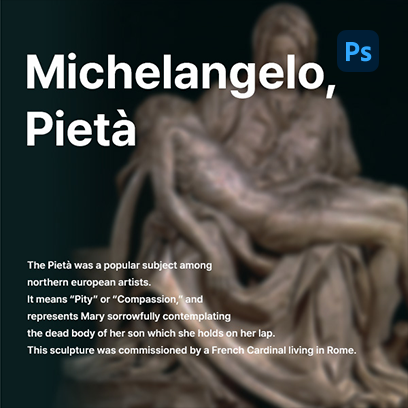 Michelangelo,
Pietà
Ps
The Pietà was a popular subject among
northern european artists.
It means “Pity” or “Compassion,” and
represents Mary sorrowfully contemplating
the dead body of her son which she holds on her lap.
This sculpture was commissioned by a French Cardinal living in Rome.